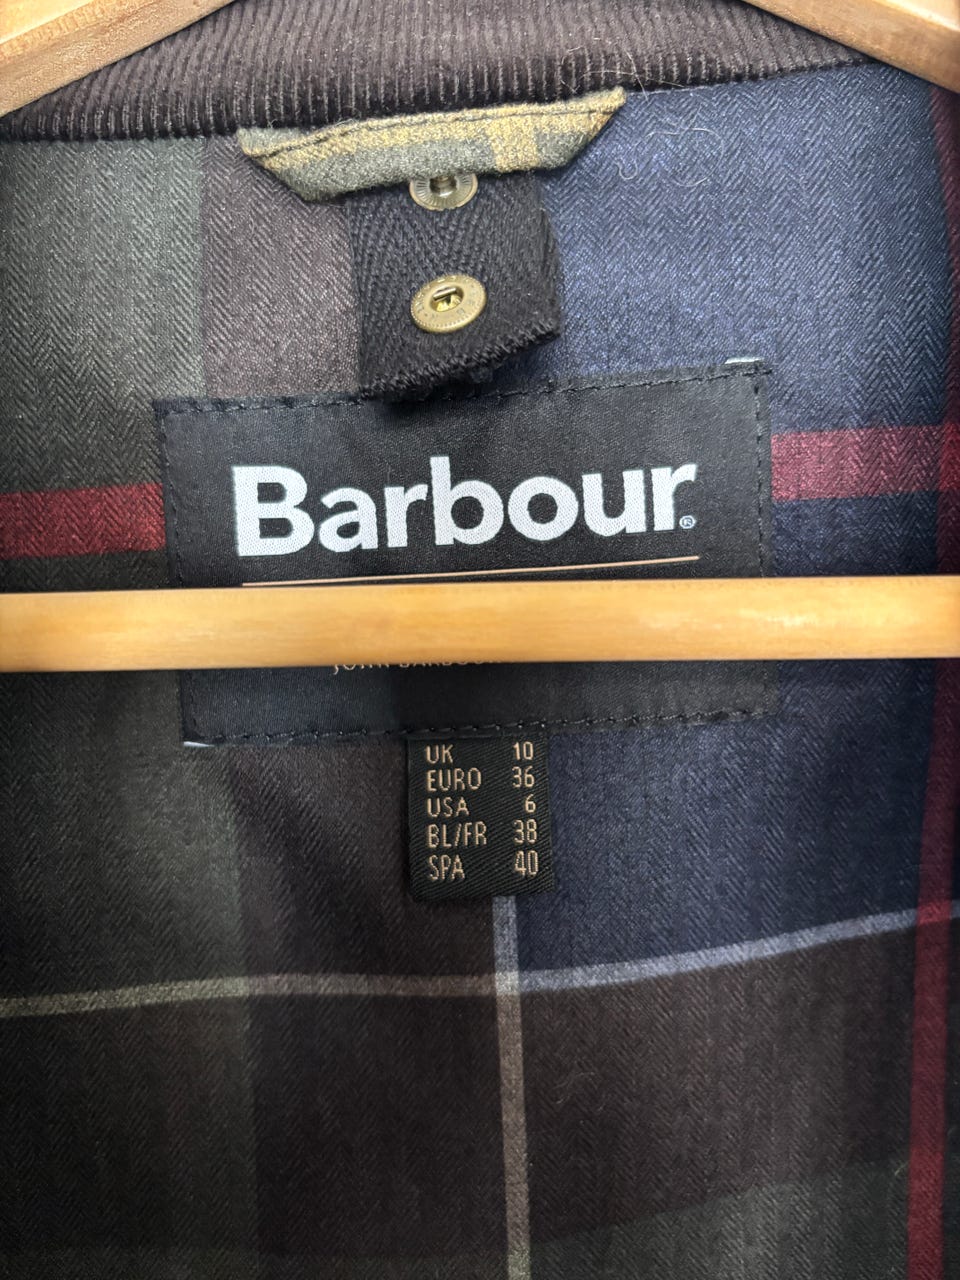 Barbour®
UK 10
EURO 36
USA 6
BL/FR 38
SPA 40